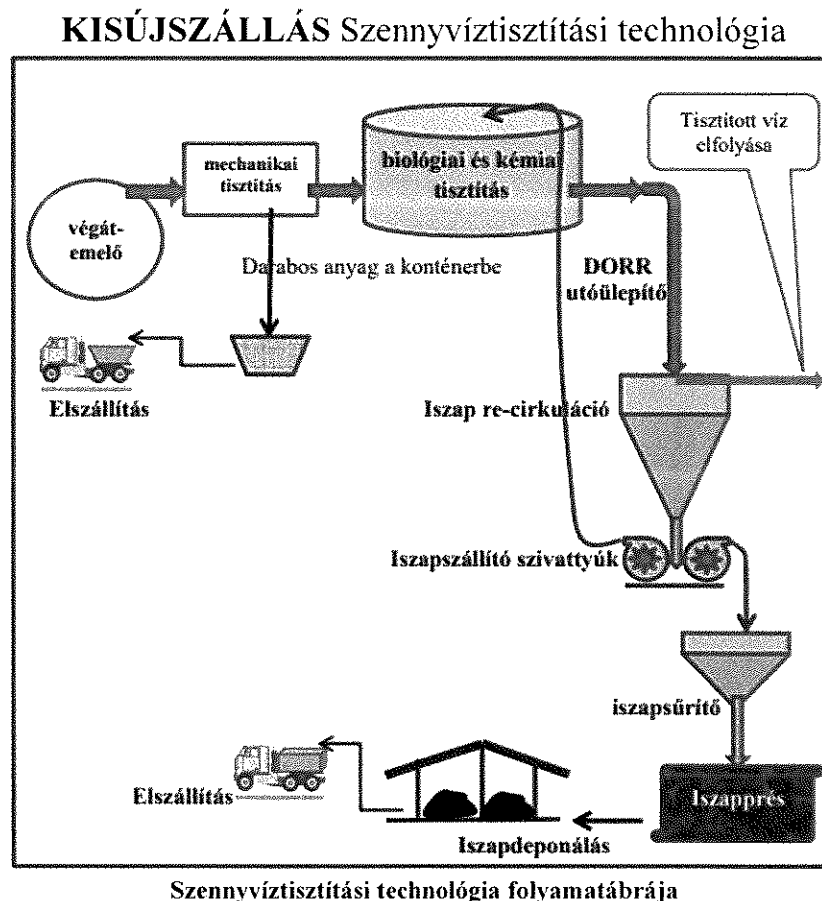 KISÚJSZÁLLÁS Szennyvíztisztítási technológia
Tisztított víz
elfolyása
mechanikai
tisztítás
biológiai és kémiai
tisztítás
végát-
emelő
Darabos anyag a konténerbe
DORR
utóülepítő
Elszállítás
Iszap re-cirkuláció
Iszapszállító szivattyúk
iszapsűrítő
Elszállítás
Iszapprés
Iszapdeponálás
Szennyvíztisztítási technológia folyamatábrája